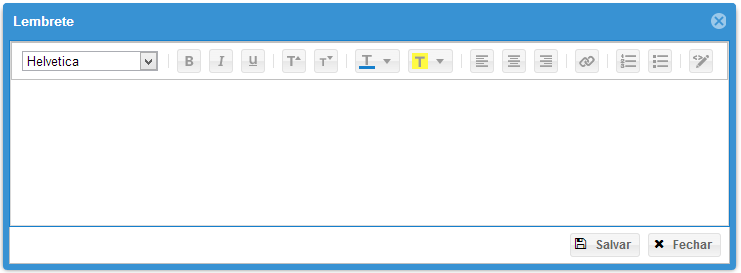 Lembrete
Helvetica B I U T T T T
Salvar Fechar